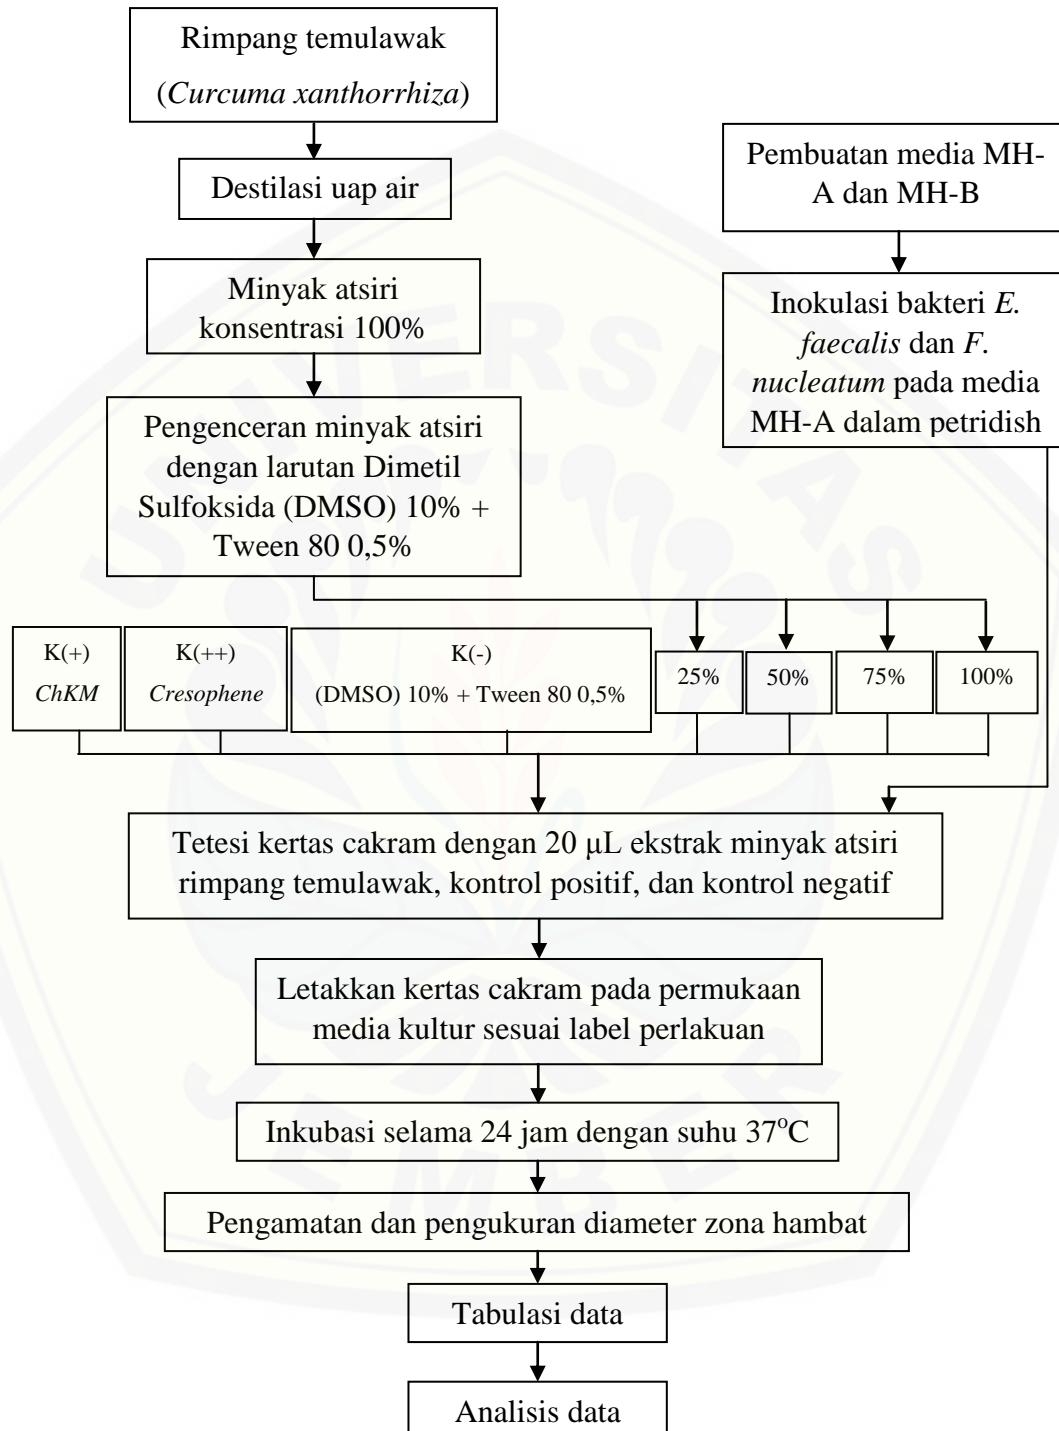 Rimpang temulawak
(Curcuma xanthorrhiza)
Destilasi uap air
Minyak atsiri
konsentrasi 100%
Pengenceran minyak atsiri
dengan larutan Dimetil
Sulfoksida (DMSO) 10% +
Tween 80 0,5%
Pembuatan media MH-
A dan MH-B
Inokulasi bakteri E.
faecalis dan F.
nucleatum pada media
MH-A dalam petridish
K(+)
ChKM
K(++)
Cresophene
K(-)
(DMSO) 10% + Tween 80 0,5%
25%
50%
75%
100%
Tetesi kertas cakram dengan 20 μL ekstrak minyak atsiri
rimpang temulawak, kontrol positif, dan kontrol negatif
Letakkan kertas cakram pada permukaan
media kultur sesuai label perlakuan
Inkubasi selama 24 jam dengan suhu 37°C
Pengamatan dan pengukuran diameter zona hambat
Tabulasi data
Analisis data
UNIVERSITAS
JEMBER